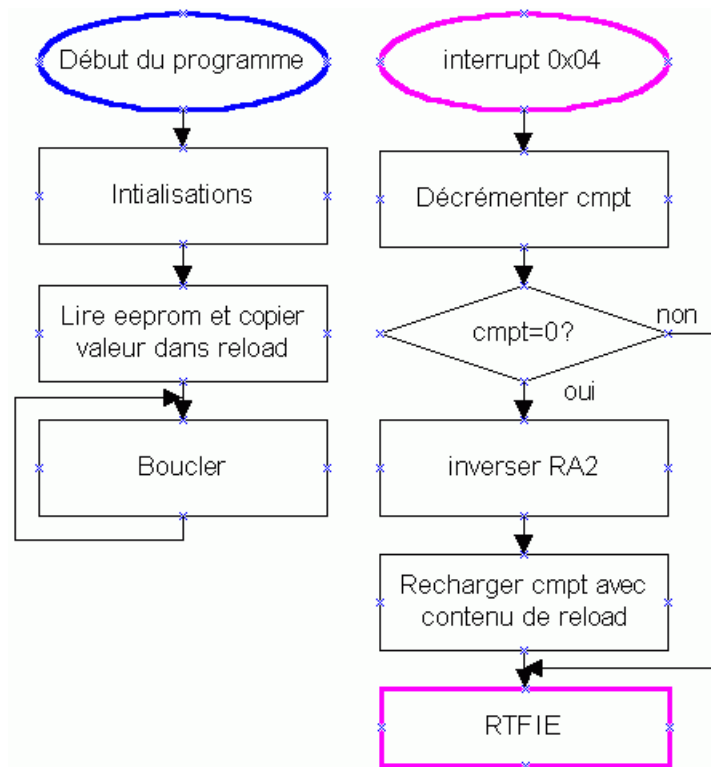 Début du programme
Intialisations
Lire eeprom et copier
valeur dans reload
Boucler
interrupt 0x04
Décrémenter cmpt
cmpt=0?
non
oui
inverser RA2
Recharger cmpt avec
contenu de reload
RTFIE